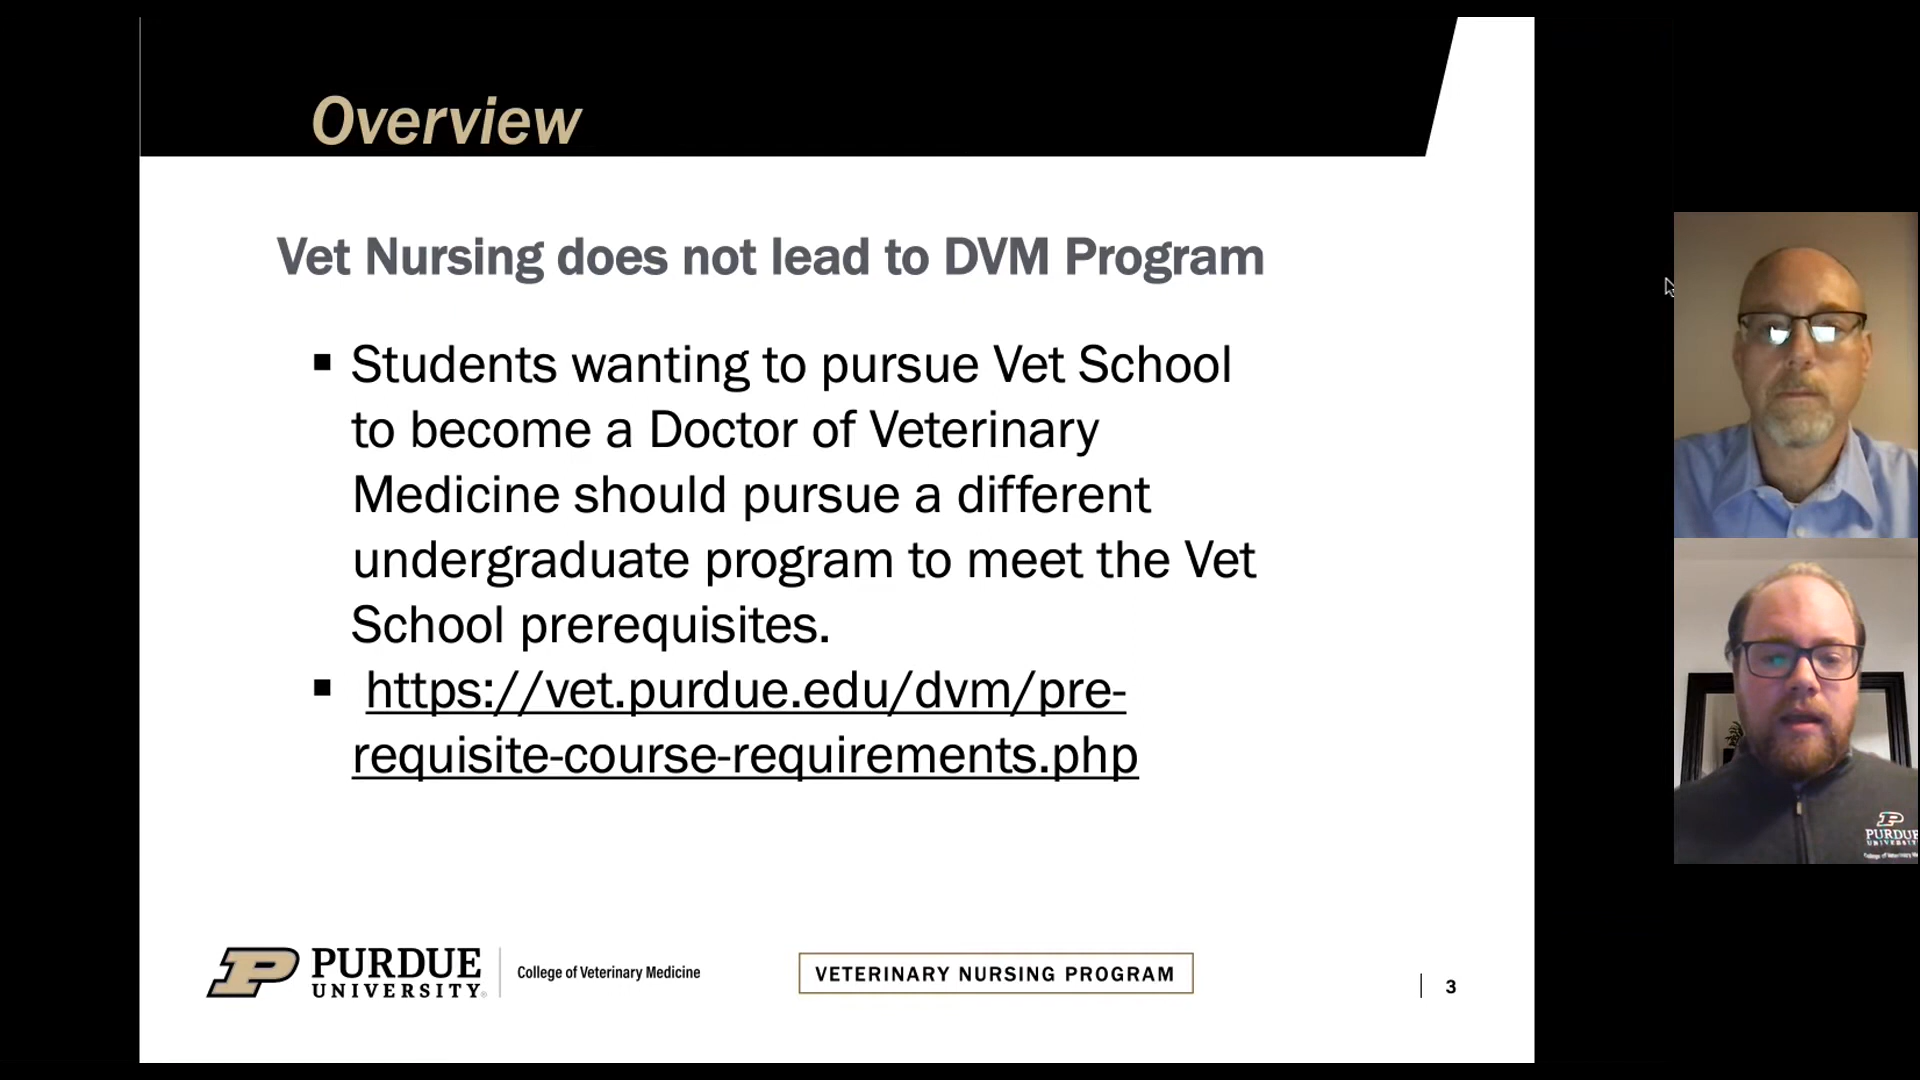 Overview
Vet Nursing does not lead to DVM Program
▪ Students wanting to pursue Vet School
to become a Doctor of Veterinary
Medicine should pursue a different
undergraduate program to meet the Vet
School prerequisites.
▪ https://vet.purdue.edu/dvm/pre-
requisite-course-requirements.php
PURDUE
UNIVERSITY®
College of Veterinary Medicine
VETERINARY NURSING PROGRAM
3
P
PURDUE
UNIVERSITY